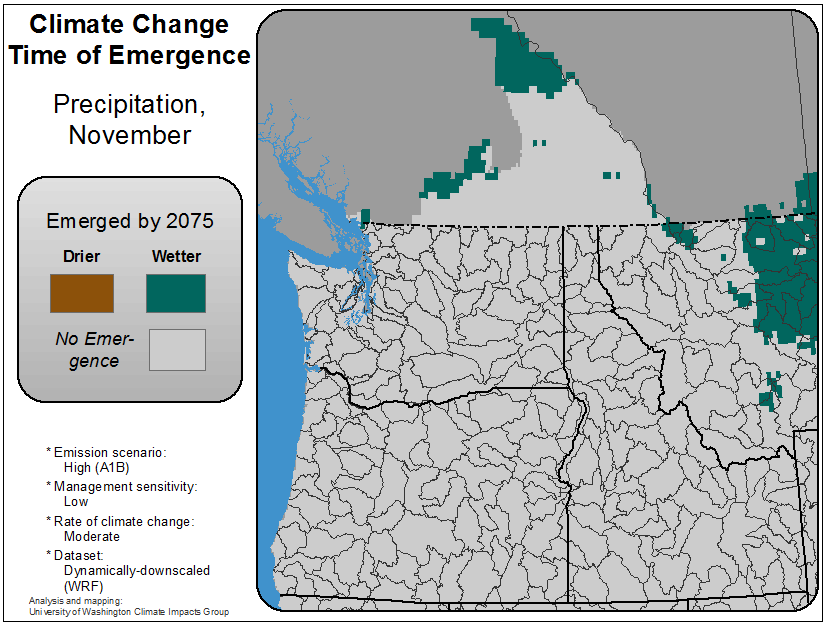 Climate Change
Time of Emergence
Precipitation,
November
Emerged by 2075
Drier Wetter
No Emer-
gence
* Emission scenario:
High (A1B)
* Management sensitivity:
Low
* Rate of climate change:
Moderate
* Dataset:
Dynamically-downscaled
(WRF)
Analysis and mapping:
University of Washington Climate Impacts Group